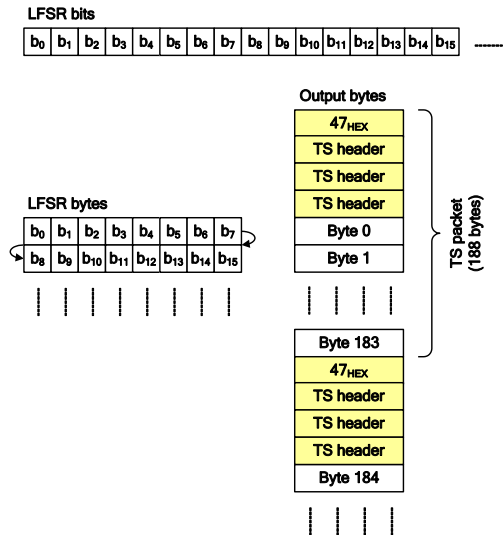 LFSR bits
b₀ b₁ b₂ b₃ b₄ b₅ b₆ b₇ b₈ b₉ b₁₀ b₁₁ b₁₂ b₁₃ b₁₄ b₁₅
Output bytes
47HEX
TS header
TS header
TS header
Byte 0
Byte 1
LFSR bytes
b₀ b₁ b₂ b₃ b₄ b₅ b₆ b₇
b₈ b₉ b₁₀ b₁₁ b₁₂ b₁₃ b₁₄ b₁₅
TS packet
(188 bytes)
Byte 183
47HEX
TS header
TS header
TS header
Byte 184